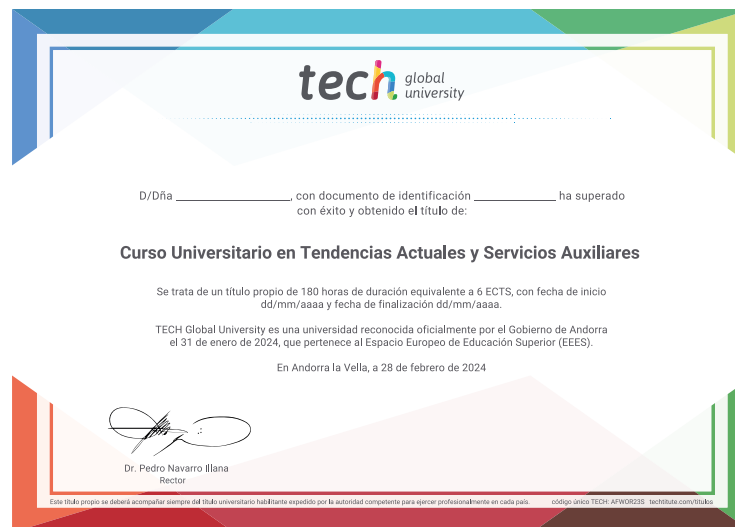 tech global university
D/Dña ______________, con documento de identificación ______________ ha superado
con éxito y obtenido el título de:
Curso Universitario en Tendencias Actuales y Servicios Auxiliares
Se trata de un título propio de 180 horas de duración equivalente a 6 ECTS, con fecha de inicio
dd/mm/aaaa y fecha de finalización dd/mm/aaaa.
TECH Global University es una universidad reconocida oficialmente por el Gobierno de Andorra
el 31 de enero de 2024, que pertenece al Espacio Europeo de Educación Superior (EEES).
En Andorra la Vella, a 28 de febrero de 2024
Dr. Pedro Navarro Illana
Rector
Este título propio se deberá acompañar siempre del título universitario habilitante expedido por la autoridad competente para ejercer profesionalmente en cada país. código único TECH: AFWOR23S techtitute.com/titulos